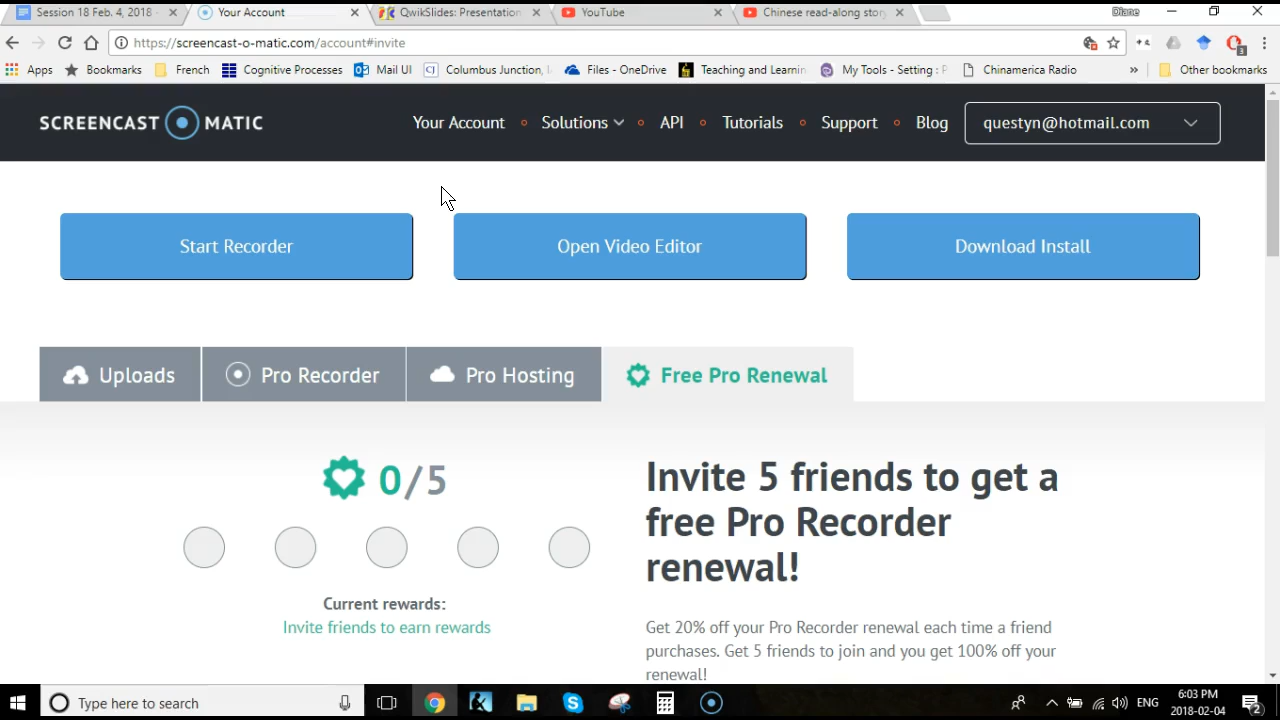 Session 18 Feb. 4, 2018 -
Your Account
QwikSlides: Presentation
YouTube
Chinese read-along stor
Diane
https://screencast-o-matic.com/account#invite
3
Apps
Bookmarks
French
Cognitive Processes
Mail UI
CJ
Columbus Junction, I
Files - OneDrive
Teaching and Learnin
My Tools - Setting : P
Chinamerica Radio
»
Other bookmarks
SCREENCAST MATIC
Your Account
Solutions
API
Tutorials
Support
Blog
questyn@hotmail.com
Start Recorder
Open Video Editor
Download Install
Uploads
Pro Recorder
Pro Hosting
Free Pro Renewal
0/5
Current rewards:
Invite friends to earn rewards
Invite 5 friends to get a
free Pro Recorder
renewal!
Get 20% off your Pro Recorder renewal each time a friend
purchases. Get 5 friends to join and you get 100% off your
renewal!
Type here to search
ENG
6:03 PM
2018-02-04
2